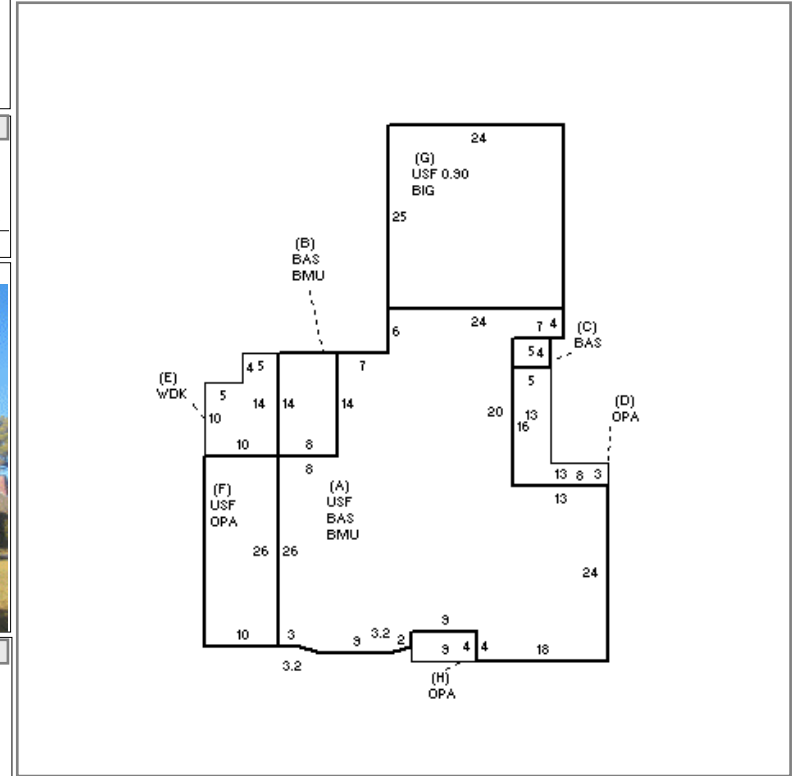 24
(G)
USF 0.90
BIG
25
(B)
BAS
BMU
6
24
7 4
(C)
BAS
5 4
7
4 5
(E)
WDK
5
10
14
14
14
5
20
13
16
(D)
OPA
10
8
8
13 8 3
13
(F)
USF
OPA
(A)
USF
BAS
BMU
26
26
24
10
3
3.2
9
3.2
2
9
9
4
4
18
(H)
OPA